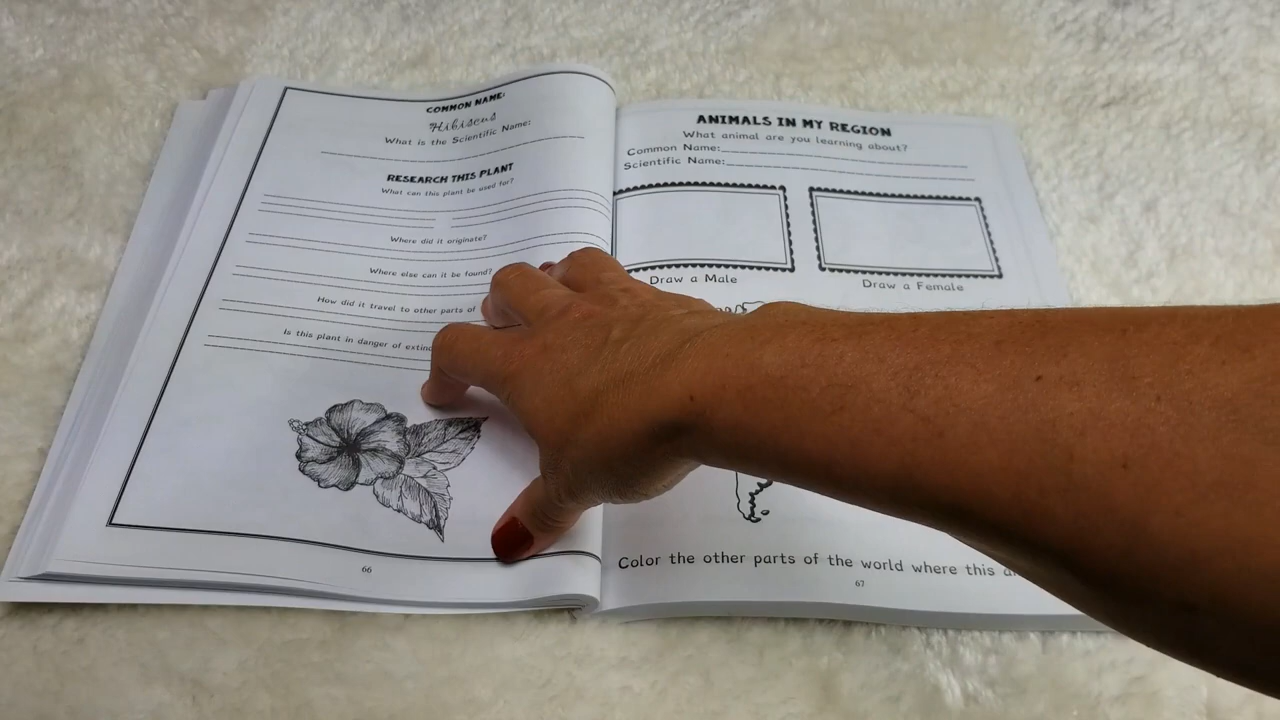 COMMON NAME:
Hibiscus
What is the Scientific Name:
RESEARCH THIS PLANT
What can this plant be used for?
Where did it originate?
Where else can it be found?
How did it travel to other parts of
Is this plant in danger of
66
ANIMALS IN MY REGION
What animal are you learning about?
Common Name:
Scientific Name:
Draw a Male
Draw a Female
Color the other parts of the world where this
67